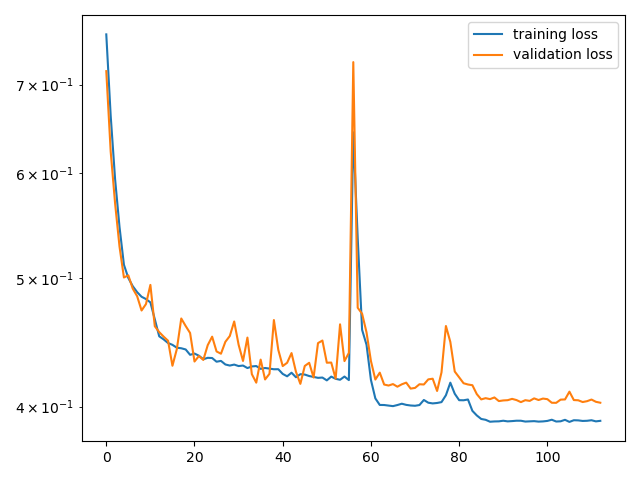 training loss
validation loss
7 × 10⁻¹
6 × 10⁻¹
5 × 10⁻¹
4 × 10⁻¹
0 20 40 60 80 100